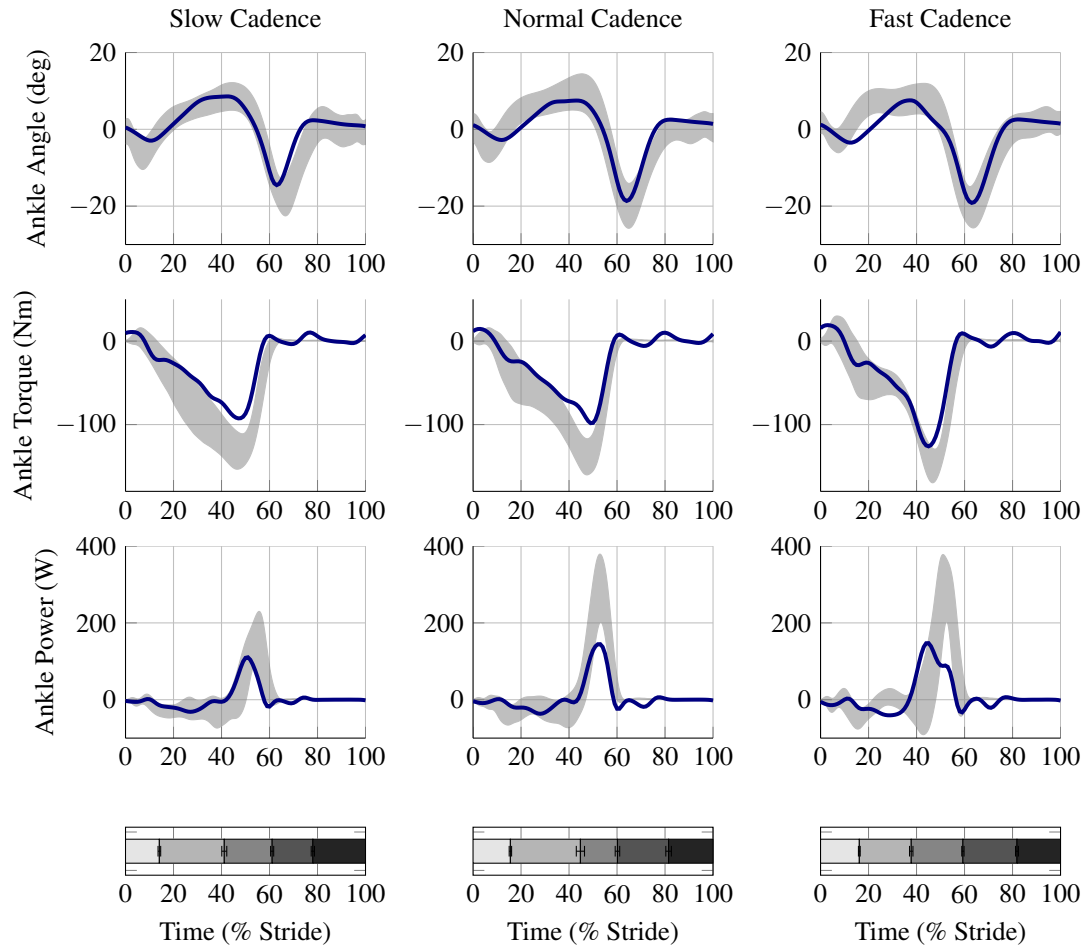 Slow Cadence Normal Cadence Fast Cadence
Ankle Angle (deg)
20 20 20
0 0 0
−20 −20 −20
0 20 40 60 80 100 0 20 40 60 80 100 0 20 40 60 80 100
Ankle Torque (Nm)
0 0 0
−100 −100 −100
0 20 40 60 80 100 0 20 40 60 80 100 0 20 40 60 80 100
Ankle Power (W)
400 400 400
200 200 200
0 0 0
0 20 40 60 80 100 0 20 40 60 80 100 0 20 40 60 80 100
0 20 40 60 80 100 0 20 40 60 80 100 0 20 40 60 80 100
Time (% Stride) Time (% Stride) Time (% Stride)